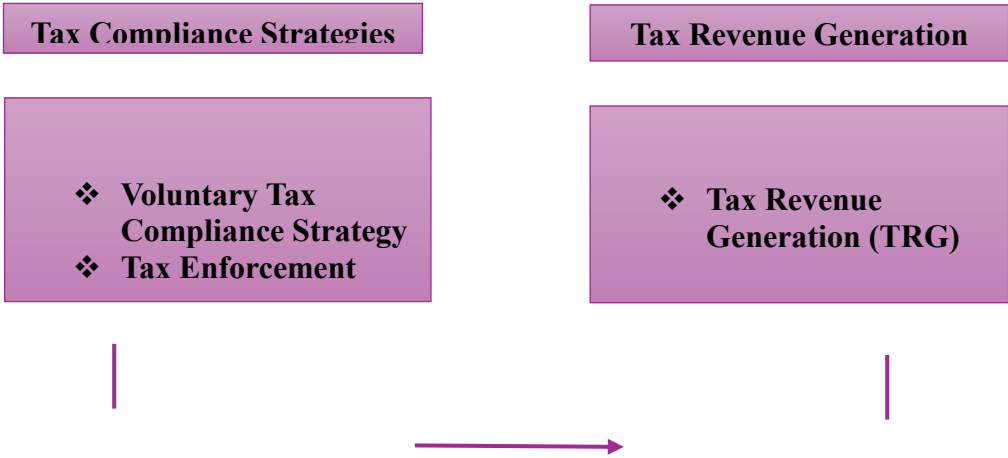 Tax Compliance Strategies
Tax Revenue Generation
❖ Voluntary Tax
Compliance Strategy
❖ Tax Enforcement
❖ Tax Revenue
Generation (TRG)